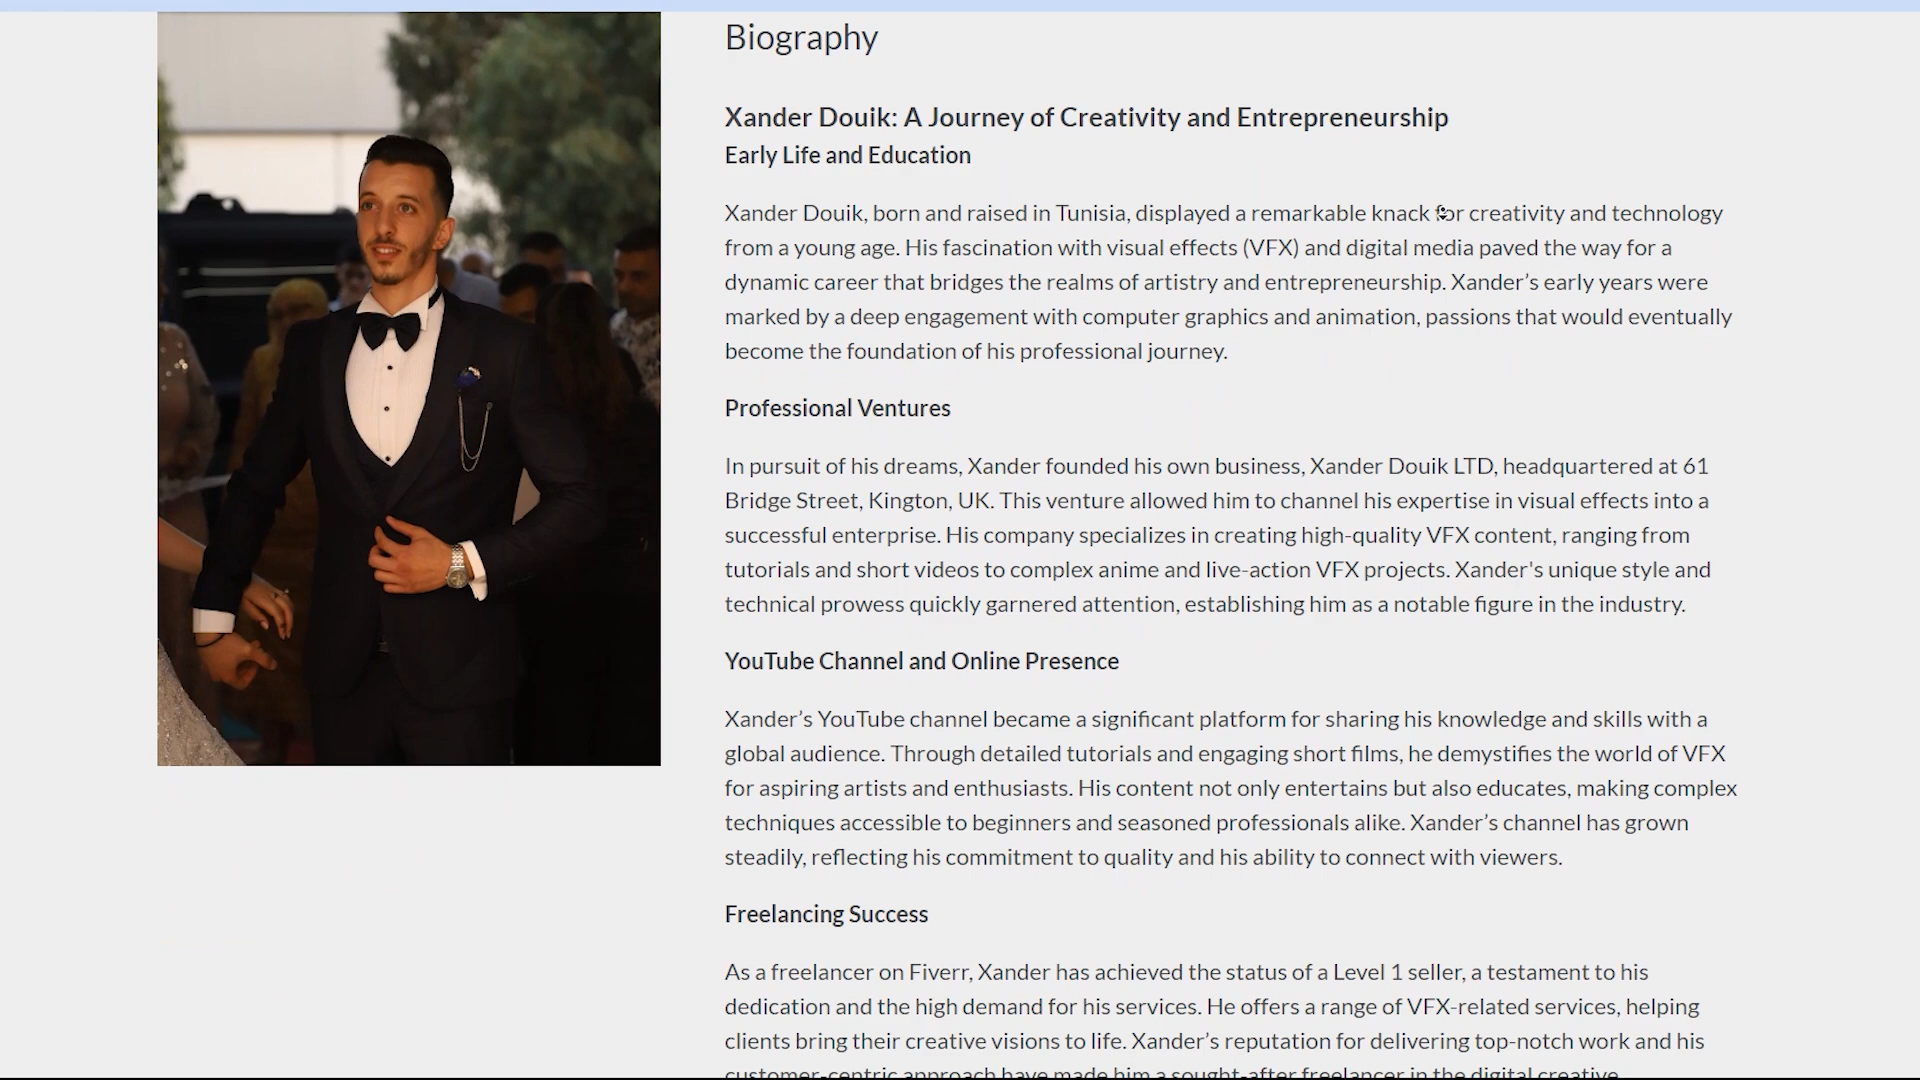 Biography
Xander Douik: A Journey of Creativity and Entrepreneurship
Early Life and Education
Xander Douik, born and raised in Tunisia, displayed a remarkable knack for creativity and technology
from a young age. His fascination with visual effects (VFX) and digital media paved the way for a
dynamic career that bridges the realms of artistry and entrepreneurship. Xander’s early years were
marked by a deep engagement with computer graphics and animation, passions that would eventually
become the foundation of his professional journey.
Professional Ventures
In pursuit of his dreams, Xander founded his own business, Xander Douik LTD, headquartered at 61
Bridge Street, Kington, UK. This venture allowed him to channel his expertise in visual effects into a
successful enterprise. His company specializes in creating high-quality VFX content, ranging from
tutorials and short videos to complex anime and live-action VFX projects. Xander's unique style and
technical prowess quickly garnered attention, establishing him as a notable figure in the industry.
YouTube Channel and Online Presence
Xander’s YouTube channel became a significant platform for sharing his knowledge and skills with a
global audience. Through detailed tutorials and engaging short films, he demystifies the world of VFX
for aspiring artists and enthusiasts. His content not only entertains but also educates, making complex
techniques accessible to beginners and seasoned professionals alike. Xander’s channel has grown
steadily, reflecting his commitment to quality and his ability to connect with viewers.
Freelancing Success
As a freelancer on Fiverr, Xander has achieved the status of a Level 1 seller, a testament to his
dedication and the high demand for his services. He offers a range of VFX-related services, helping
clients bring their creative visions to life. Xander’s reputation for delivering top-notch work and his
customer-centric approach have made him a sought-after freelancer in the digital creative